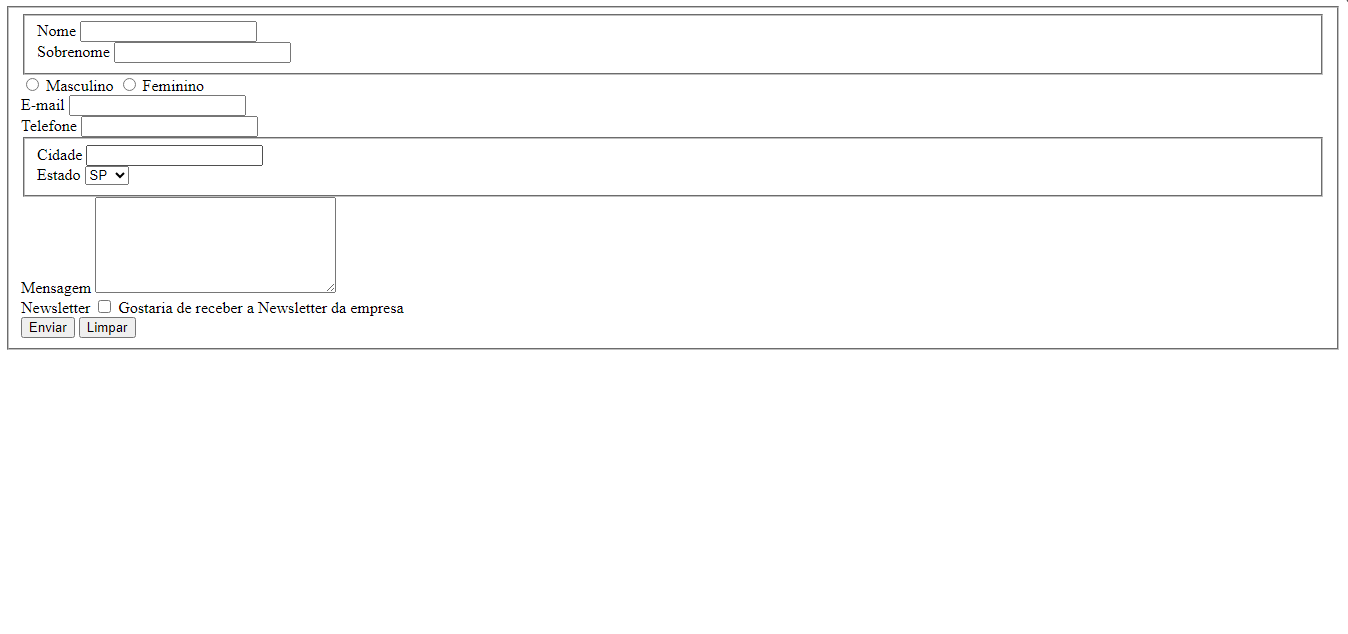 Nome
Sobrenome
Masculino Feminino
E-mail
Telefone
Cidade
Estado SP
Mensagem
Newsletter Gostaria de receber a Newsletter da empresa
Enviar Limpar